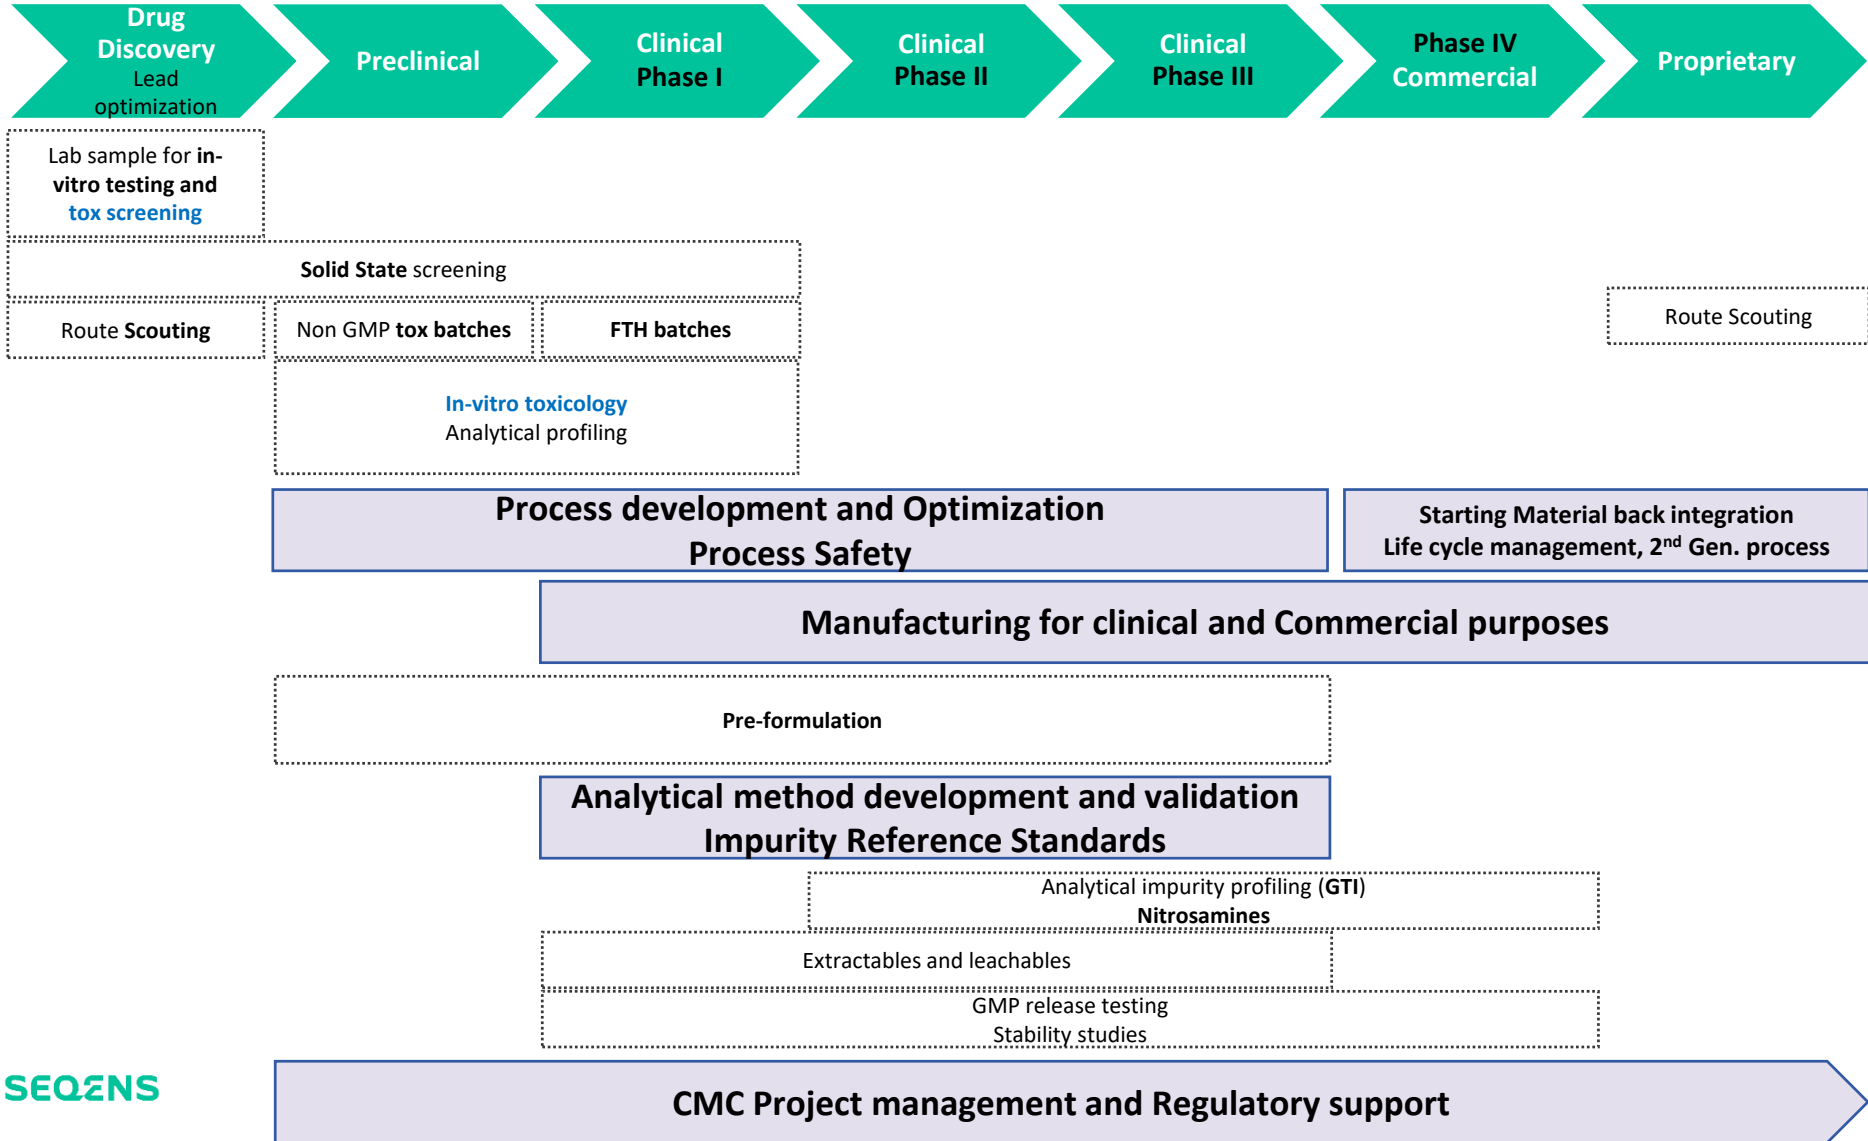 Drug
Discovery
Lead
optimization
Preclinical
Clinical
Phase I
Clinical
Phase II
Clinical
Phase III
Phase IV
Commercial
Proprietary
Lab sample for in-
vitro testing and
tox screening
Solid State screening
Route Scouting
Non GMP tox batches
FTH batches
Route Scouting
In-vitro toxicology
Analytical profiling
Process development and Optimization
Process Safety
Starting Material back integration
Life cycle management, 2nd Gen. process
Manufacturing for clinical and Commercial purposes
Pre-formulation
Analytical method development and validation
Impurity Reference Standards
Analytical impurity profiling (GTI)
Nitrosamines
Extractables and leachables
GMP release testing
Stability studies
SEQENS
CMC Project management and Regulatory support